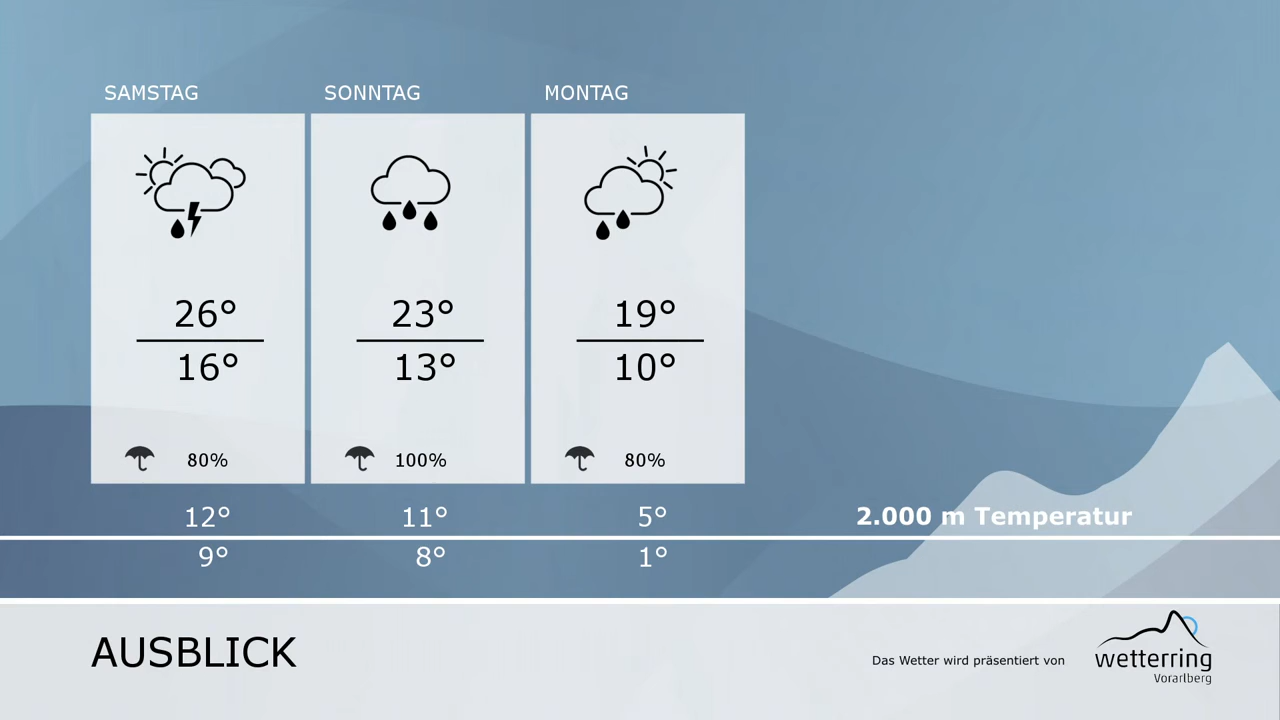 SAMSTAG SONNTAG MONTAG
26° 23° 19°
16° 13° 10°
80% 100% 80%
12° 11° 5° 2.000 m Temperatur
9° 8° 1°
AUSBLICK
Das Wetter wird präsentiert von
wetterring
Vorarlberg